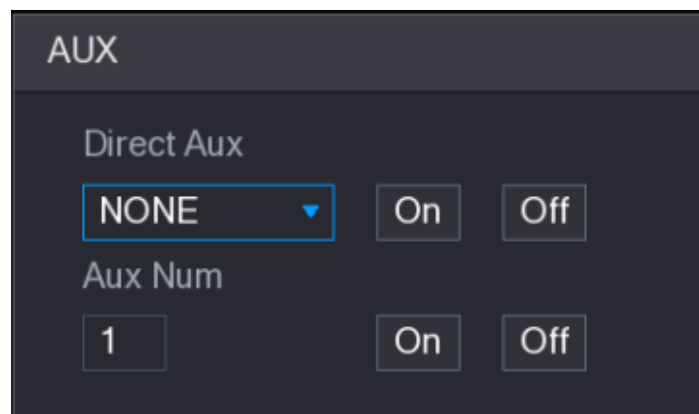 AUX
Direct Aux
NONE On Off
Aux Num
1 On Off